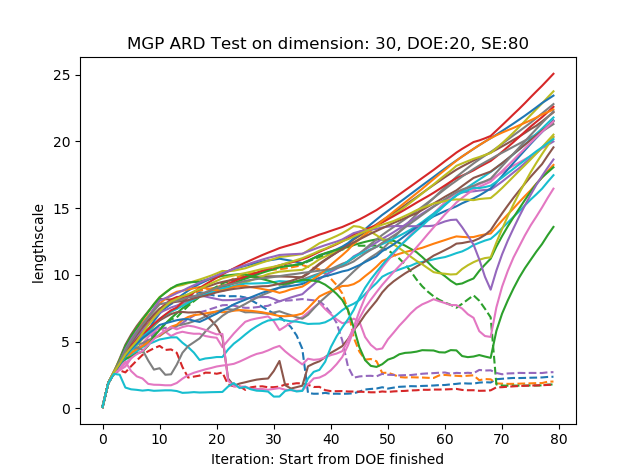 MGP ARD Test on dimension: 30, DOE:20, SE:80
25
20
15
10
5
0
lengthscale
0 10 20 30 40 50 60 70 80
Iteration: Start from DOE finished